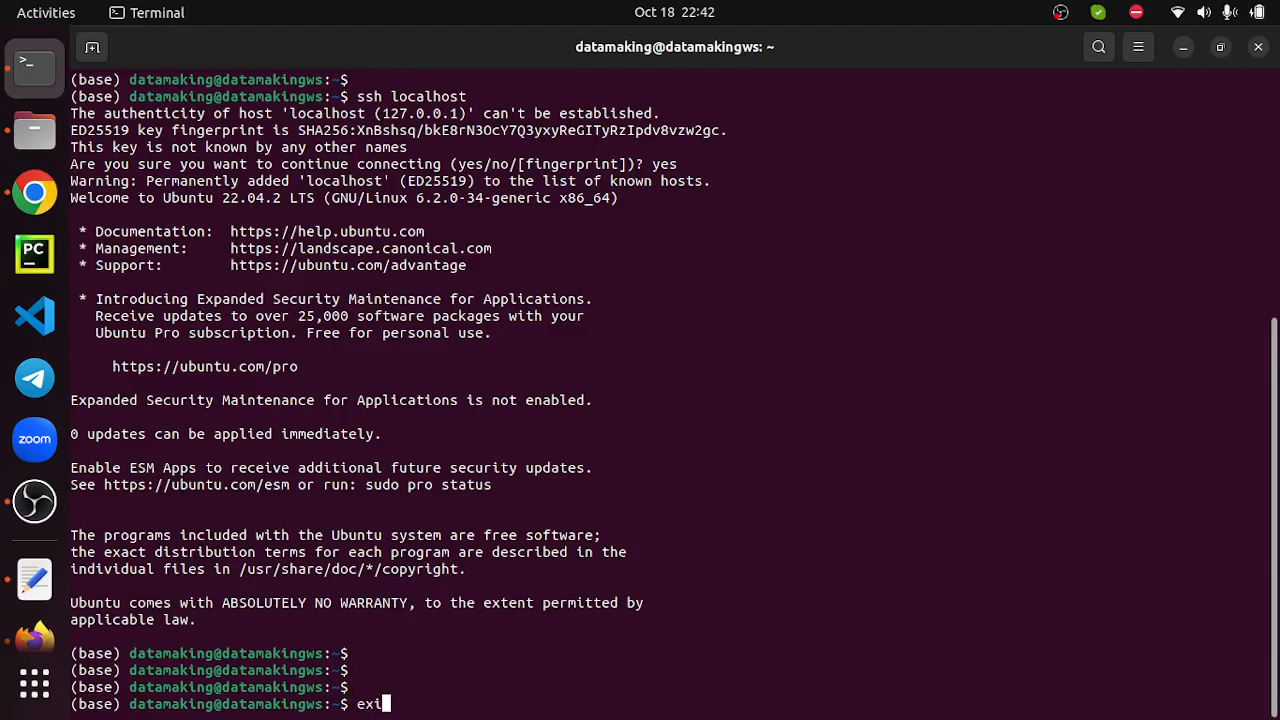 Activities
Terminal
Oct 18 22:42
datamaking@datamakingws: ~
(base) datamaking@datamakingws:~$
(base) datamaking@datamakingws:~$ ssh localhost
The authenticity of host 'localhost (127.0.0.1)' can't be established.
ED25519 key fingerprint is SHA256:XnBshsq/bkE8rN3OcY7Q3yxyReGITyRzIpdv8vzw2gc.
This key is not known by any other names
Are you sure you want to continue connecting (yes/no/[fingerprint])? yes
Warning: Permanently added 'localhost' (ED25519) to the list of known hosts.
Welcome to Ubuntu 22.04.2 LTS (GNU/Linux 6.2.0-34-generic x86_64)
* Documentation:  https://help.ubuntu.com
* Management:     https://landscape.canonical.com
* Support:        https://ubuntu.com/advantage
* Introducing Expanded Security Maintenance for Applications.
Receive updates to over 25,000 software packages with your
Ubuntu Pro subscription. Free for personal use.
https://ubuntu.com/pro
Expanded Security Maintenance for Applications is not enabled.
0 updates can be applied immediately.
Enable ESM Apps to receive additional future security updates.
See https://ubuntu.com/esm or run: sudo pro status
The programs included with the Ubuntu system are free software;
the exact distribution terms for each program are described in the
individual files in /usr/share/doc/*/copyright.
Ubuntu comes with ABSOLUTELY NO WARRANTY, to the extent permitted by
applicable law.
(base) datamaking@datamakingws:~$
(base) datamaking@datamakingws:~$
(base) datamaking@datamakingws:~$
(base) datamaking@datamakingws:~$ exi
PC
zoom